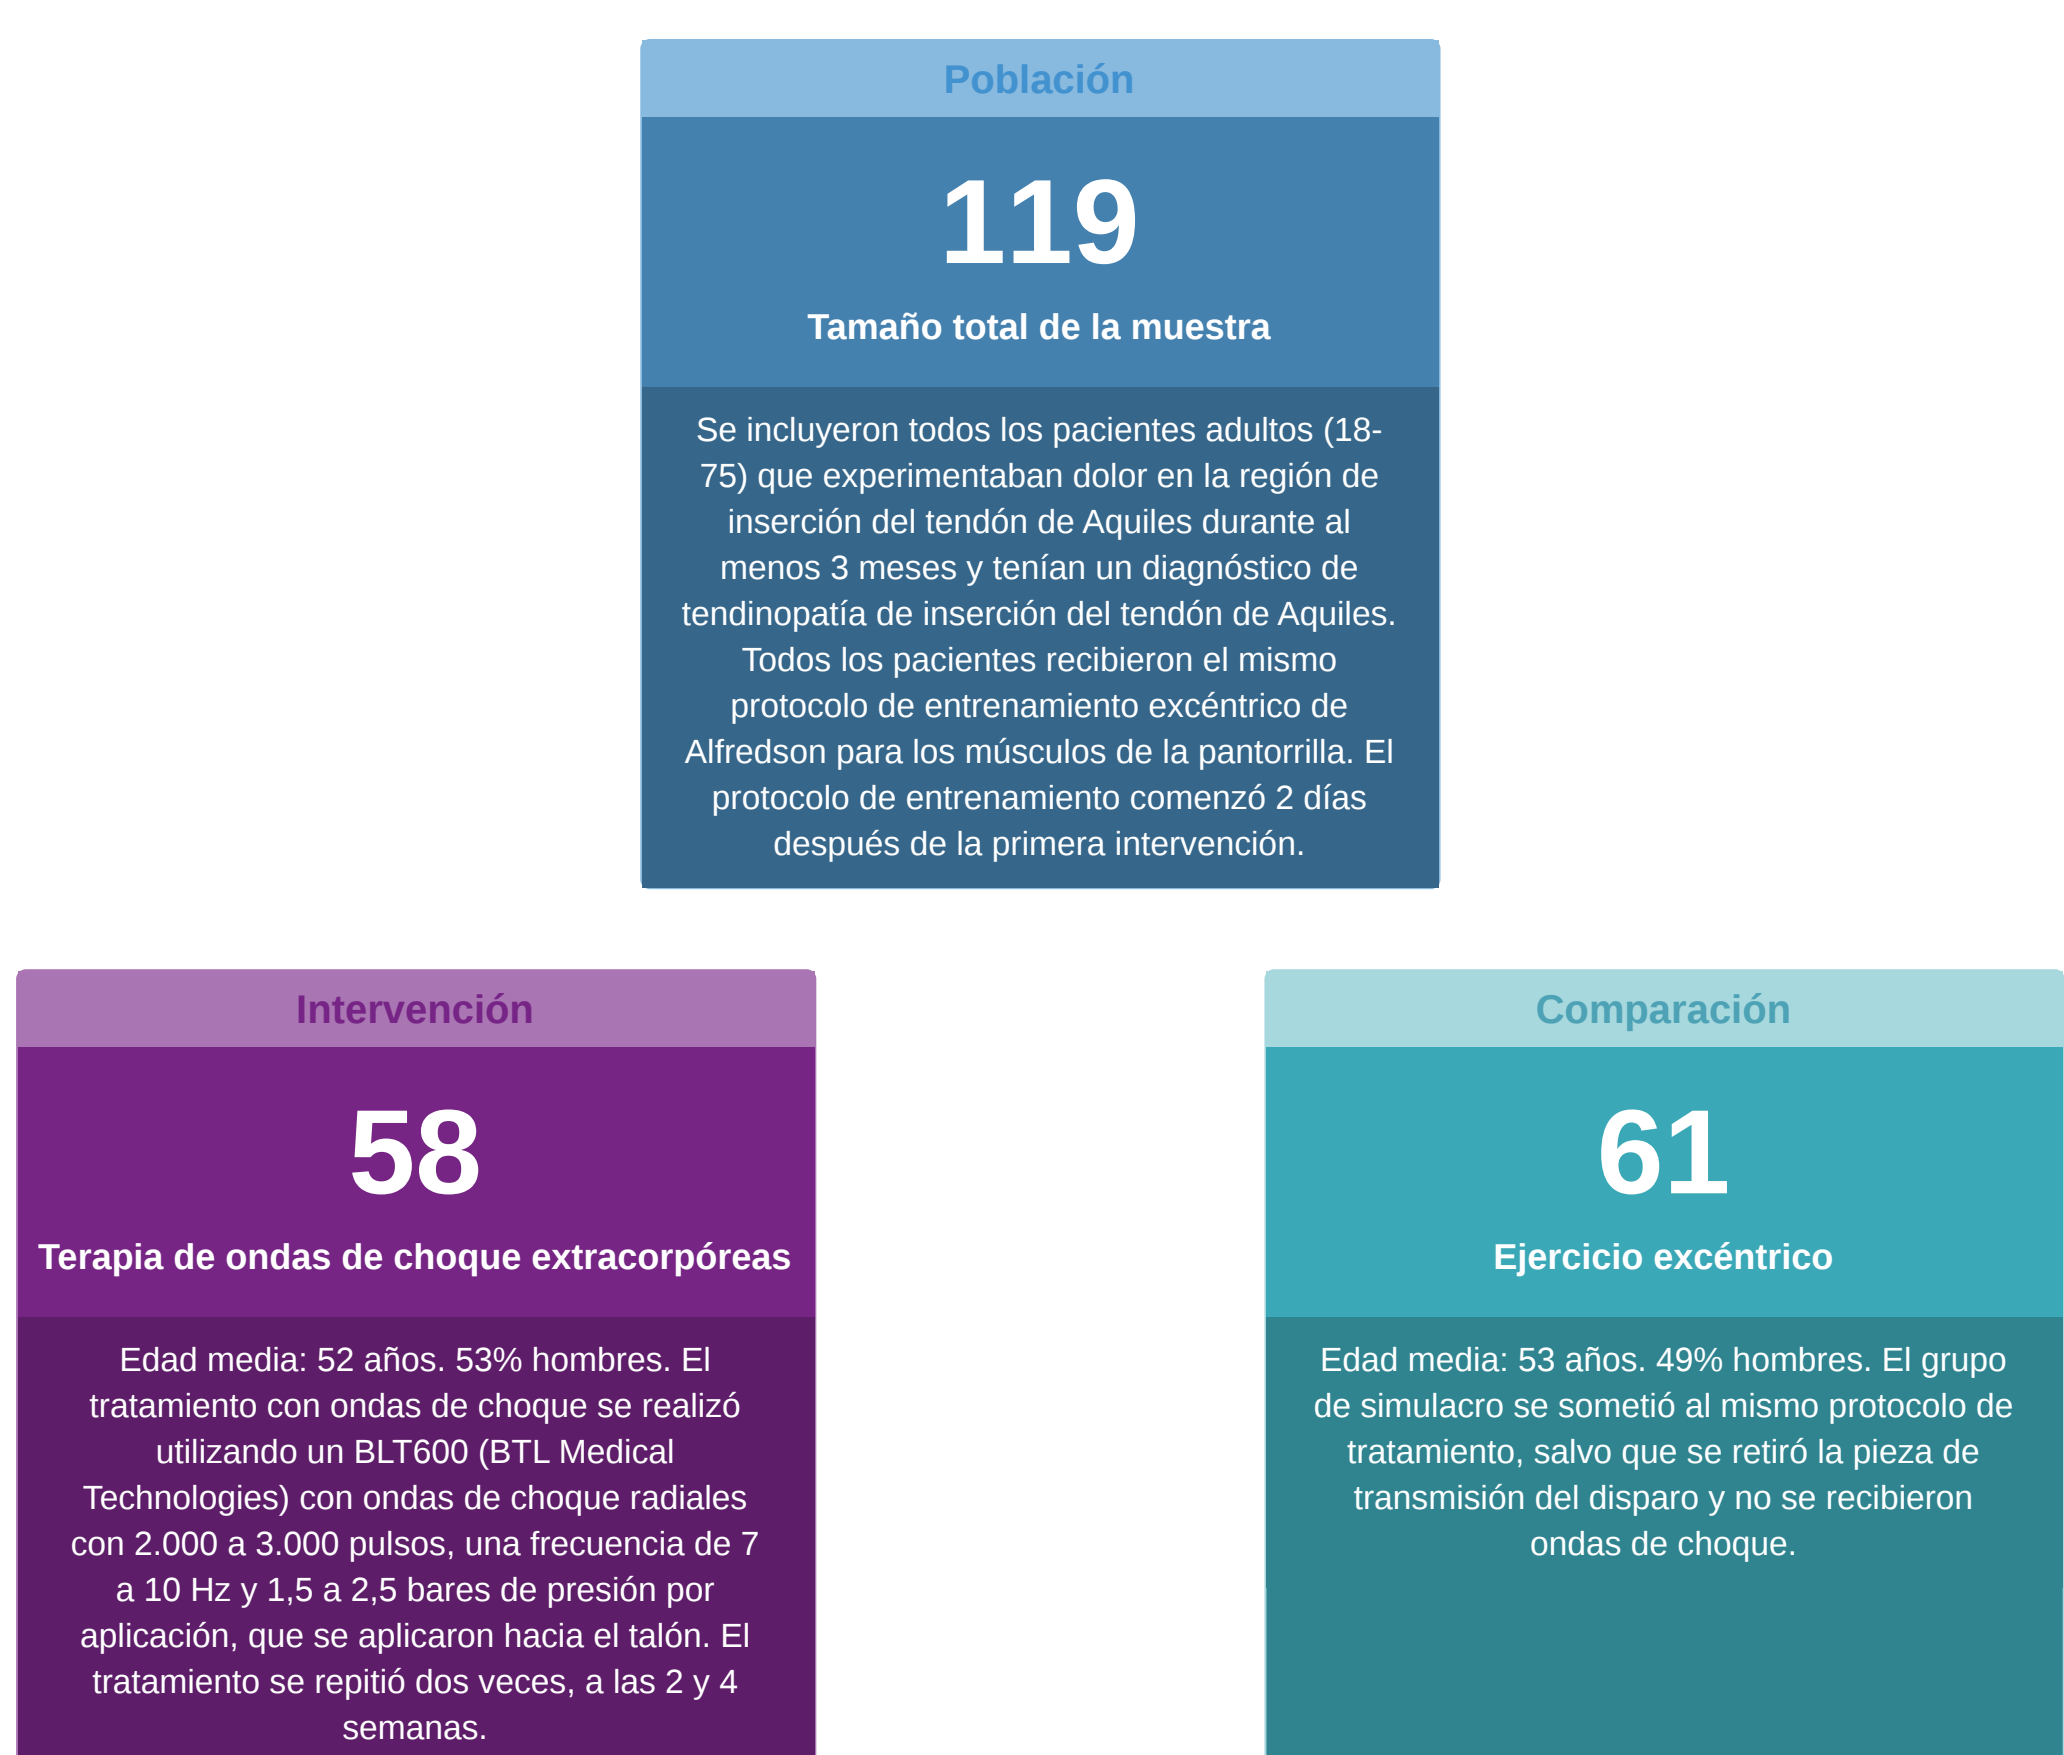 Población
119
Tamaño total de la muestra
Se incluyeron todos los pacientes adultos (18-
75) que experimentaban dolor en la región de
inserción del tendón de Aquiles durante al
menos 3 meses y tenían un diagnóstico de
tendinopatía de inserción del tendón de Aquiles.
Todos los pacientes recibieron el mismo
protocolo de entrenamiento excéntrico de
Alfredson para los músculos de la pantorrilla. El
protocolo de entrenamiento comenzó 2 días
después de la primera intervención.
Intervención
58
Terapia de ondas de choque extracorpóreas
Edad media: 52 años. 53% hombres. El
tratamiento con ondas de choque se realizó
utilizando un BLT600 (BTL Medical
Technologies) con ondas de choque radiales
con 2.000 a 3.000 pulsos, una frecuencia de 7
a 10 Hz y 1,5 a 2,5 bares de presión por
aplicación, que se aplicaron hacia el talón. El
tratamiento se repitió dos veces, a las 2 y 4
semanas.
Comparación
61
Ejercicio excéntrico
Edad media: 53 años. 49% hombres. El grupo
de simulacro se sometió al mismo protocolo de
tratamiento, salvo que se retiró la pieza de
transmisión del disparo y no se recibieron
ondas de choque.